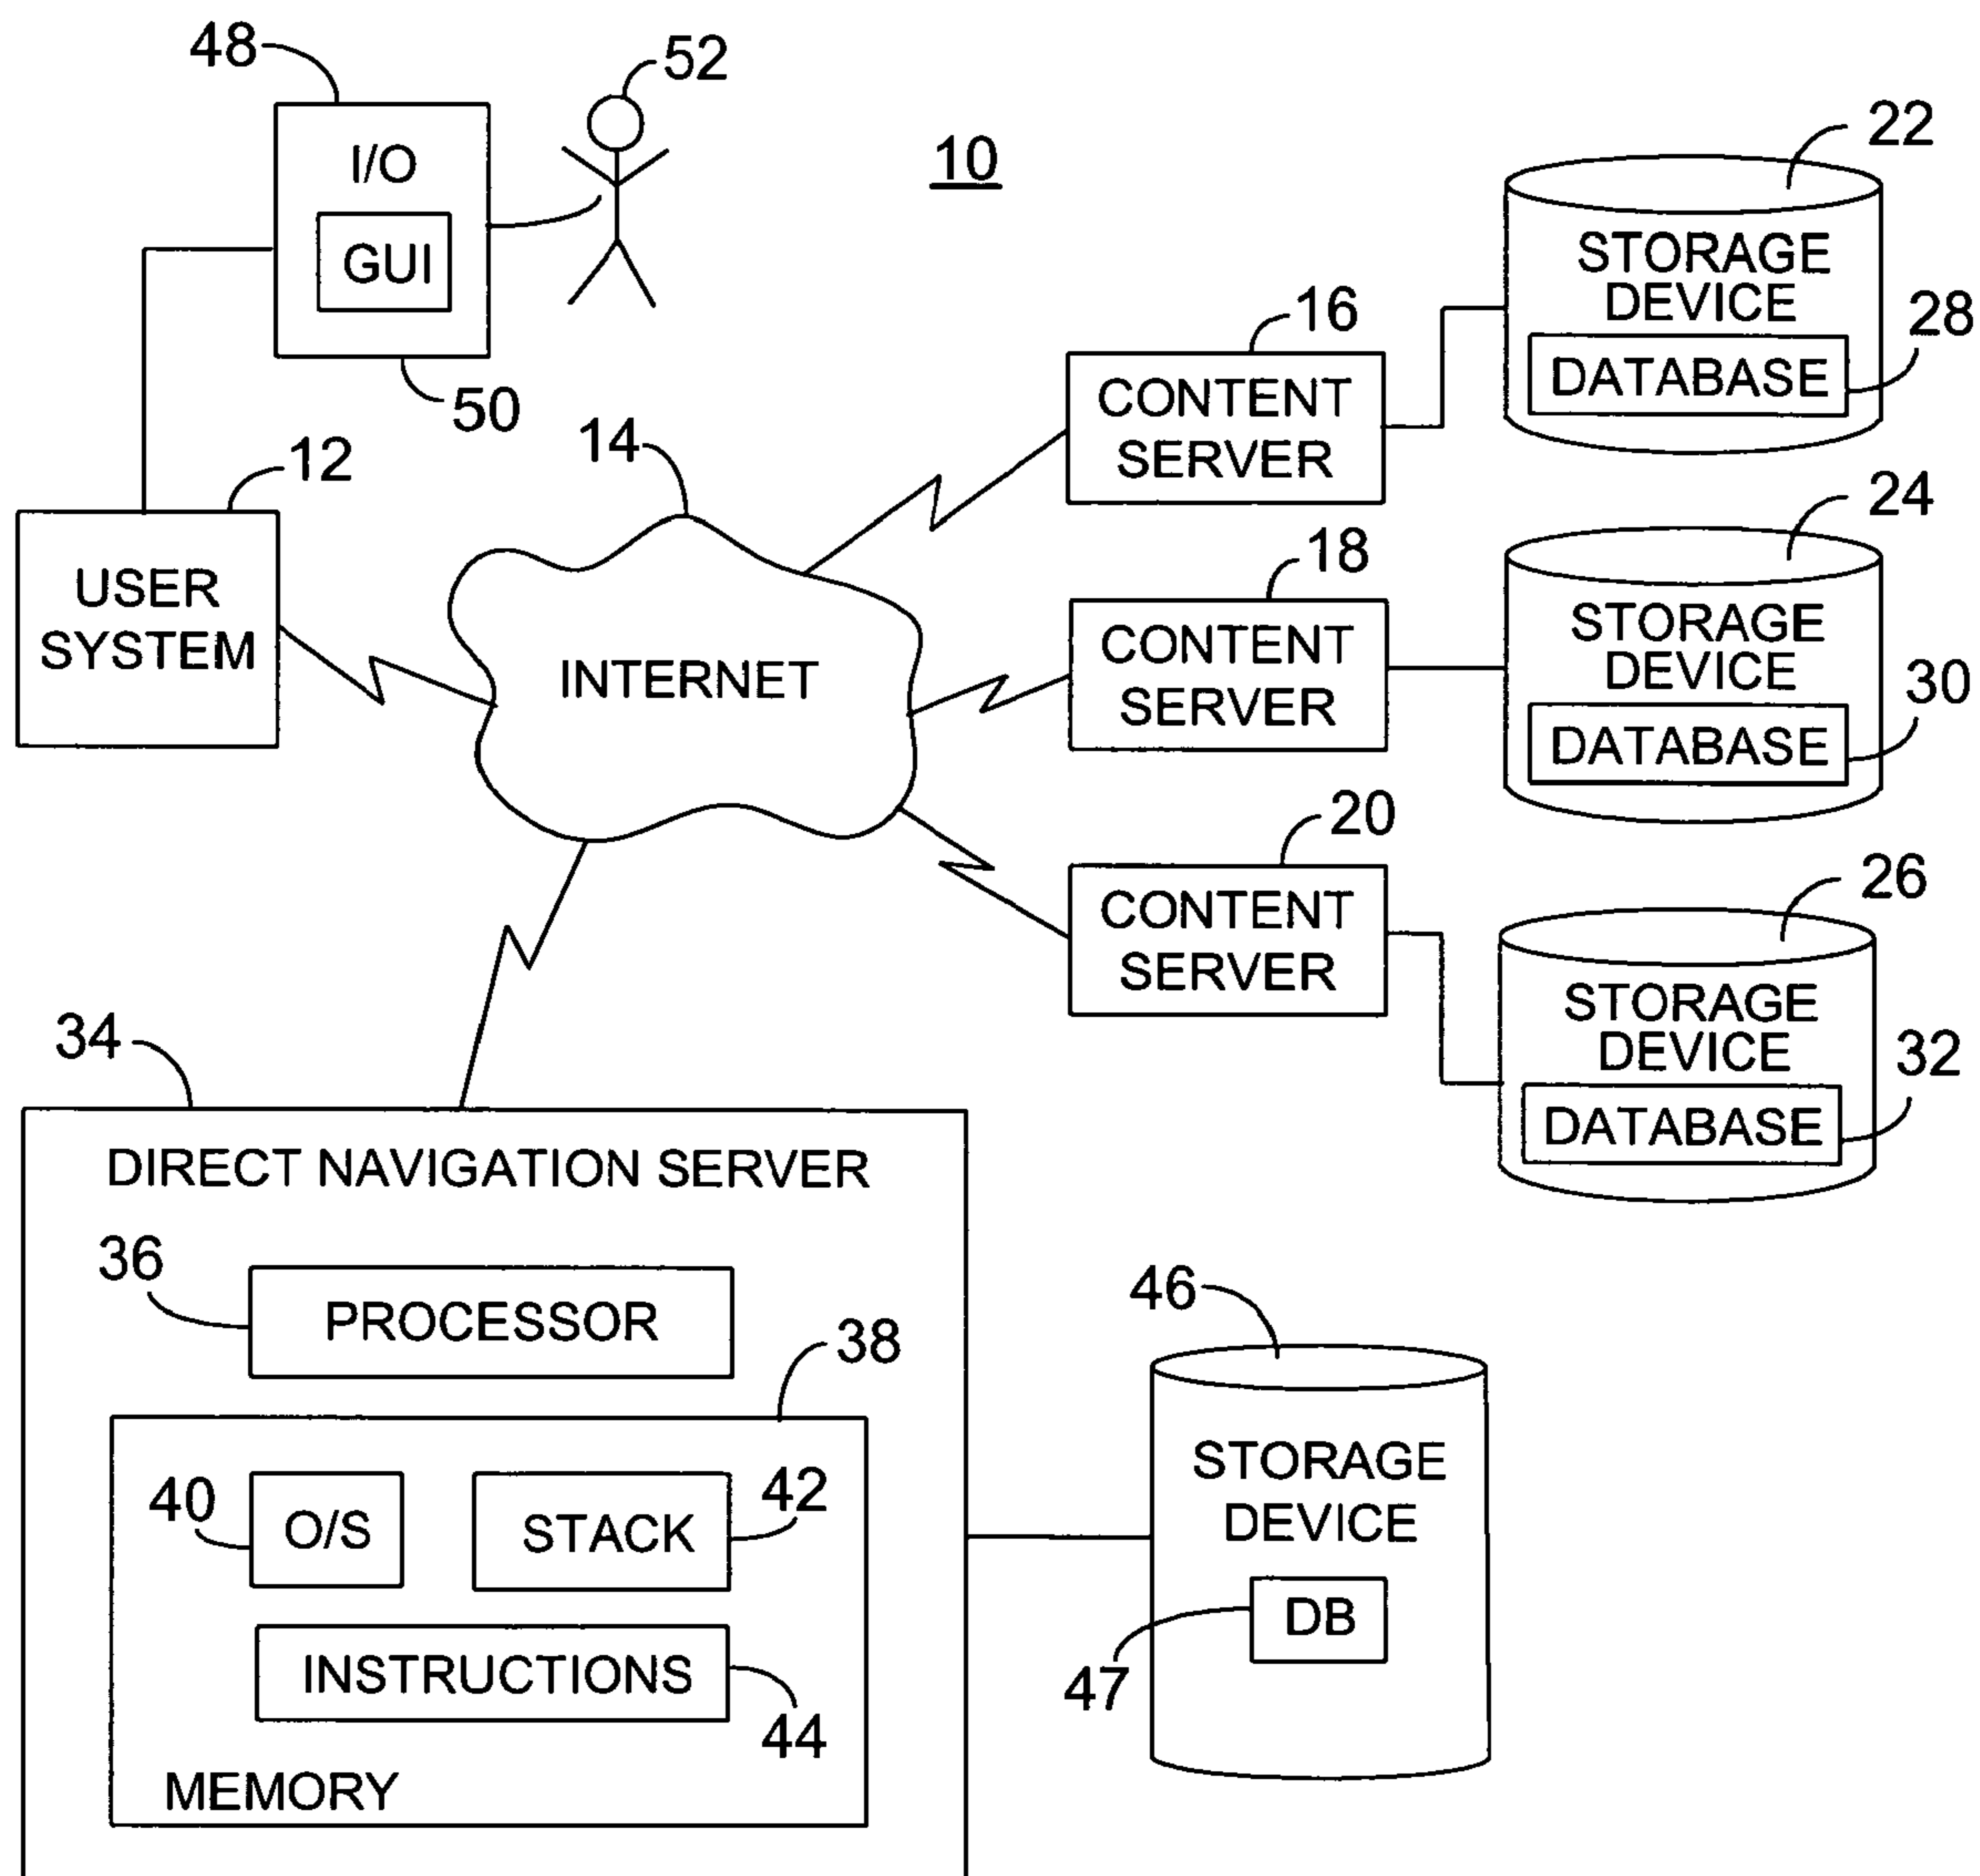 48
52
I/O
GUI
50
10
22
STORAGE
DEVICE
DATABASE
28
16
CONTENT
SERVER
12
USER
SYSTEM
14
INTERNET
24
STORAGE
DEVICE
DATABASE
30
18
CONTENT
SERVER
20
CONTENT
SERVER
26
STORAGE
DEVICE
DATABASE
32
34
DIRECT NAVIGATION SERVER
36
PROCESSOR
38
40
O/S
STACK
42
INSTRUCTIONS
44
MEMORY
46
STORAGE
DEVICE
DB
47